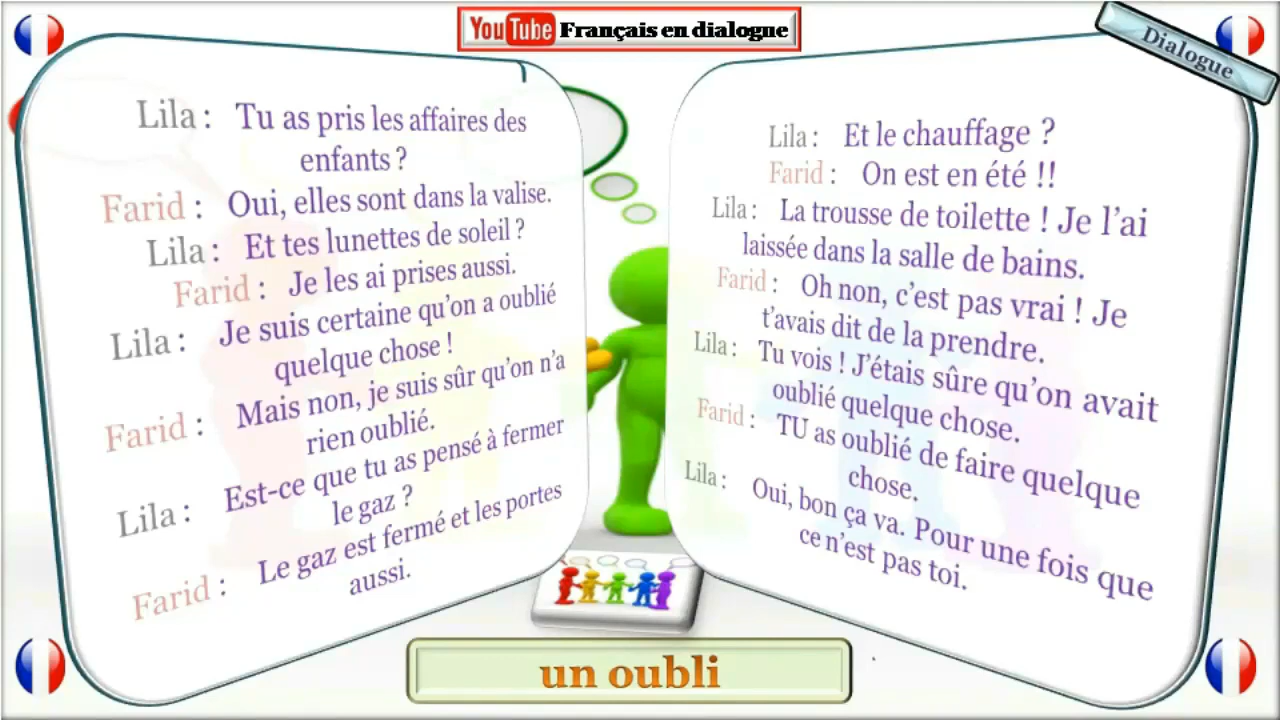 YouTube Français en dialogue
Dialogue
Lila : Tu as pris les affaires des
enfants ?
Farid : Oui, elles sont dans la valise.
Lila : Et tes lunettes de soleil ?
Farid : Je les ai prises aussi.
Lila : Je suis certaine qu'on a oublié
quelque chose !
Farid : Mais non, je suis sûr qu'on n'a
rien oublié.
Lila : Est-ce que tu as pensé à fermer
le gaz ?
Farid : Le gaz est fermé et les portes
aussi.
Lila : Et le chauffage ?
Farid : On est en été !!
Lila : La trousse de toilette ! Je l'ai
laissée dans la salle de bains.
Farid : Oh non, c'est pas vrai ! Je
t'avais dit de la prendre.
Lila : Tu vois ! J'étais sûre qu'on avait
oublié quelque chose.
Farid : TU as oublié de faire quelque
chose.
Lila : Oui, bon ça va. Pour une fois que
ce n'est pas toi.
un oubli